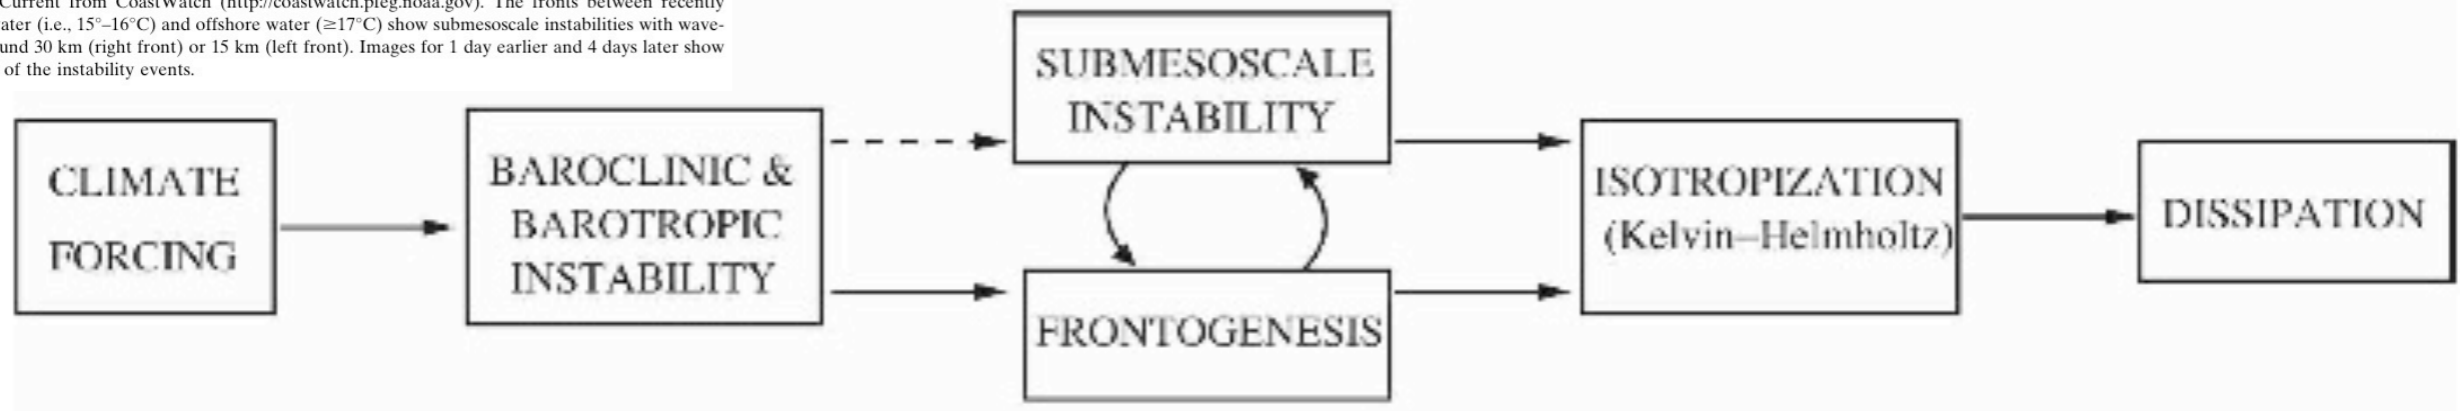 Current from CoastWatch (http://coastwatch.pfeg.noaa.gov). The fronts between recently
ater (i.e., 15°–16°C) and offshore water (≥17°C) show submesoscale instabilities with wave-
und 30 km (right front) or 15 km (left front). Images for 1 day earlier and 4 days later show
of the instability events.
CLIMATE
FORCING
BAROCLINIC &
BAROTROPIC
INSTABILITY
SUBMESOSCALE
INSTABILITY
FRONTOGENESIS
ISOTROPIZATION
(Kelvin–Helmholtz)
DISSIPATION